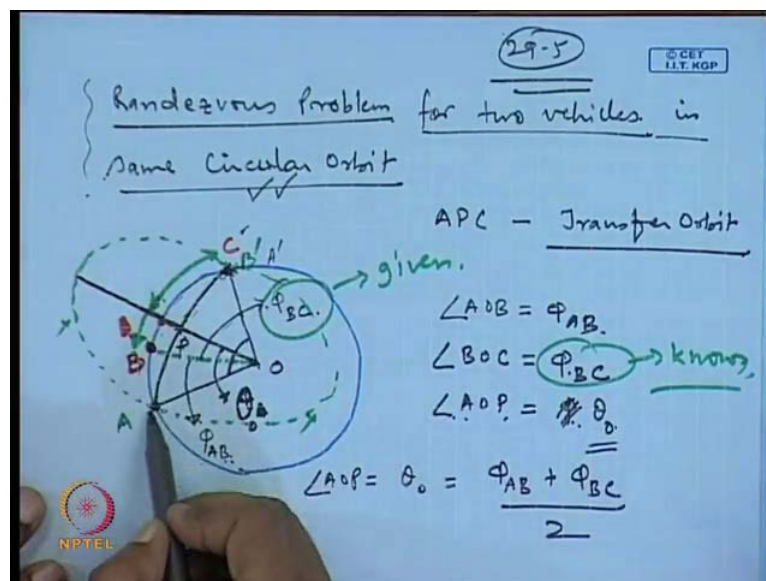 29-5
© CET
I.I.T. KGP
Randezvous Problem for two vehicles in
same Circular Orbit
APC - Transfer Orbit
C'
B' A'
given.
φBC
∠AOB = φAB.
B
P
O
∠BOC = φBC → known,
A
θ0
∠AOP = θ0
φAB.
∠AOP = θ0 = φAB + φBC
2
NPTEL